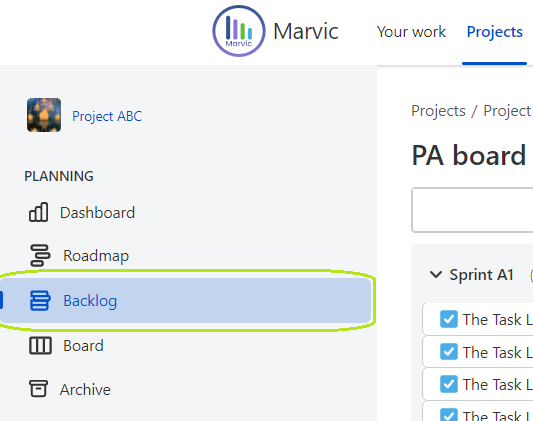 Marvic
Marvic
Your work
Projects
Project ABC
PLANNING
Dashboard
Roadmap
Backlog
Board
Archive
Projects / Project
PA board
Sprint A1 (
The Task L
The Task L
The Task L
The Task L